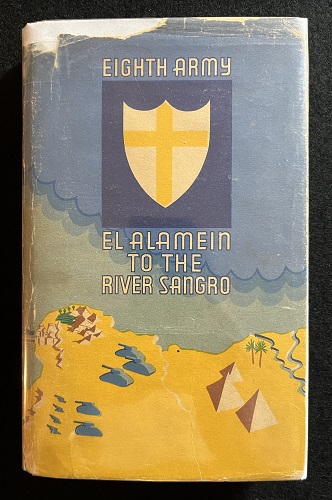 EIGHTH ARMY
EL ALAMEIN
TO THE
RIVER SANGRO